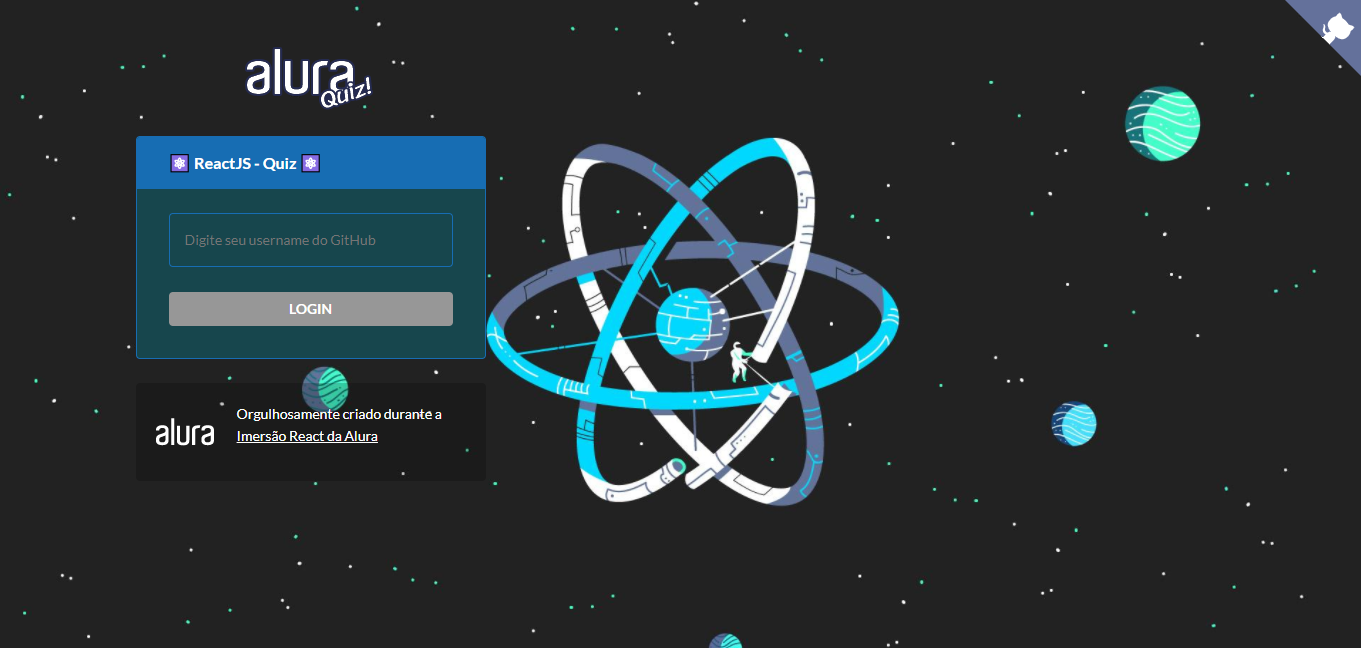 alura
Quiz!
ReactJS - Quiz
Digite seu username do GitHub
LOGIN
alura
Orgulhosamente criado durante a
Imersão React da Alura